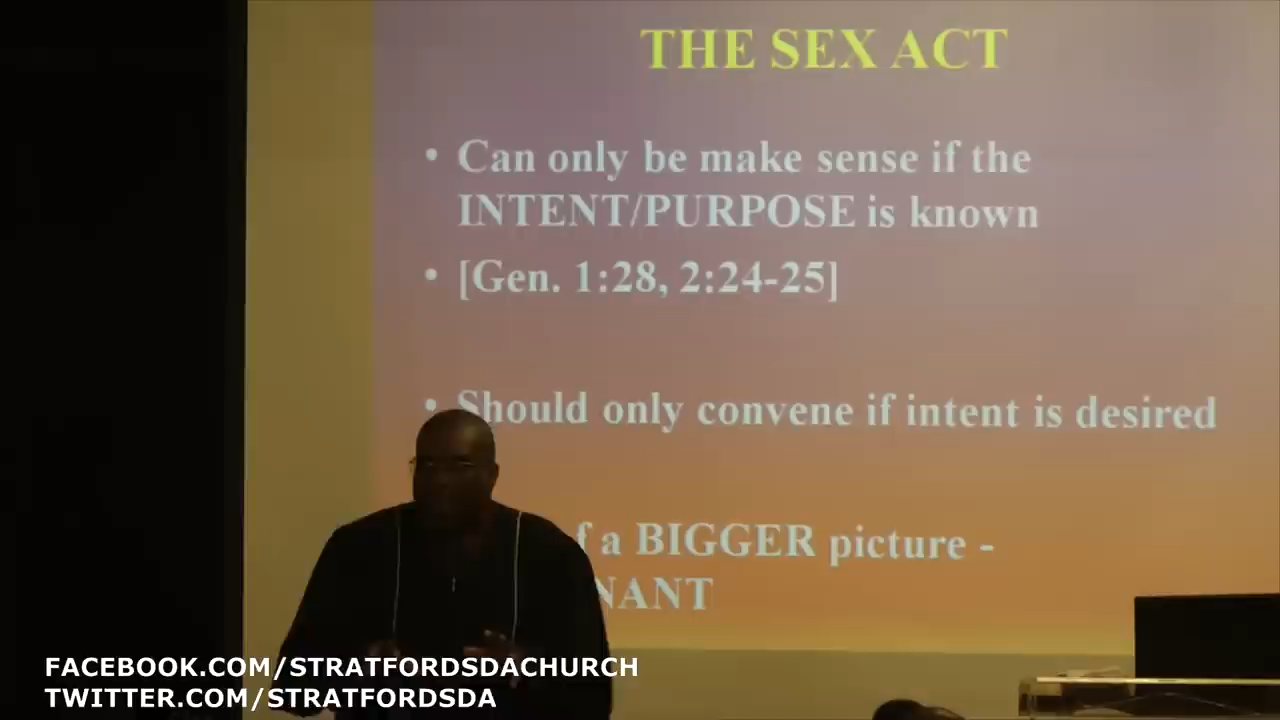 THE SEX ACT
• Can only be make sense if the
INTENT/PURPOSE is known
• [Gen. 1:28, 2:24-25]
• Should only convene if intent is desired
a BIGGER picture -
FACEBOOK.COM/STRATFORDSDACHURCH
TWITTER.COM/STRATFORDSDA